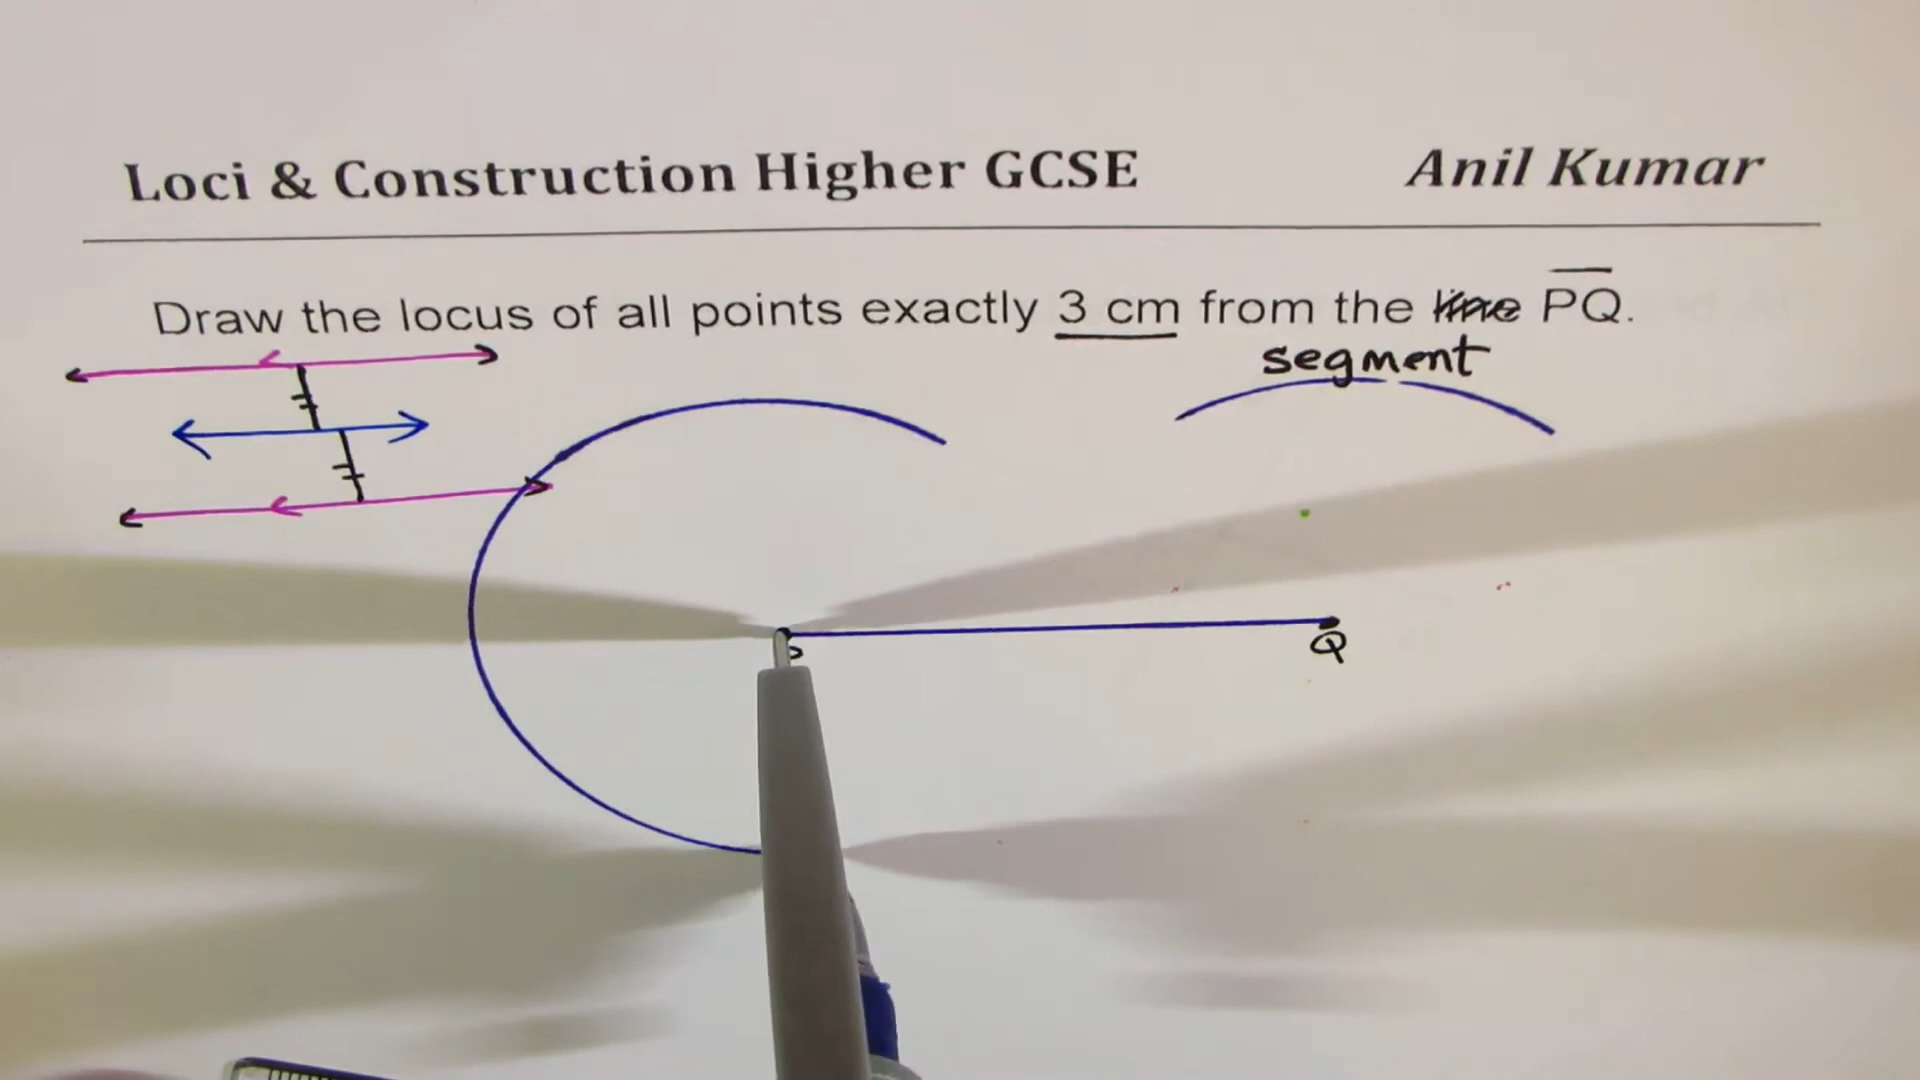 Loci & Construction Higher GCSE Anil Kumar
Draw the locus of all points exactly 3 cm from the line PQ.
segment
Q